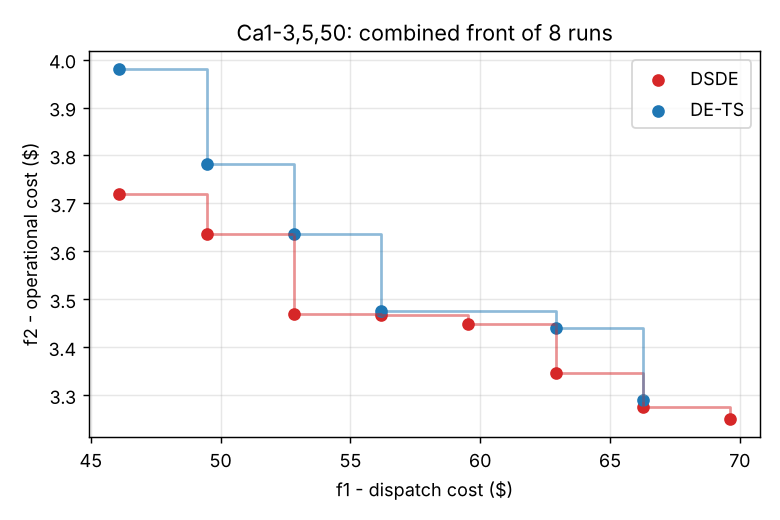 Ca1-3,5,50: combined front of 8 runs
DSDE
DE-TS
f2 - operational cost ($)
4.0
3.9
3.8
3.7
3.6
3.5
3.4
3.3
45 50 55 60 65 70
f1 - dispatch cost ($)